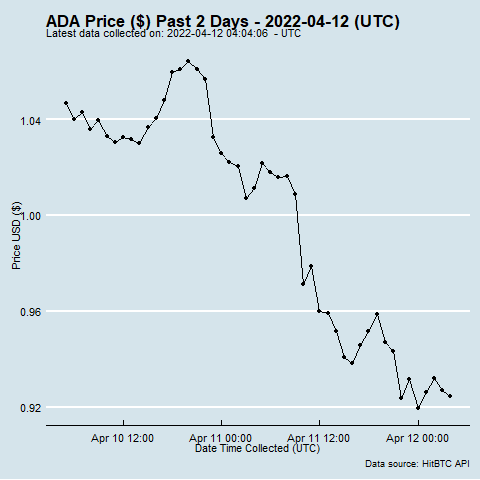 ADA Price ($) Past 2 Days - 2022-04-12 (UTC)
Latest data collected on: 2022-04-12 04:04:06 - UTC
1.04
1.00
0.96
0.92
Price USD ($)
Apr 10 12:00 Apr 11 00:00 Apr 11 12:00 Apr 12 00:00
Date Time Collected (UTC)
Data source: HitBTC API